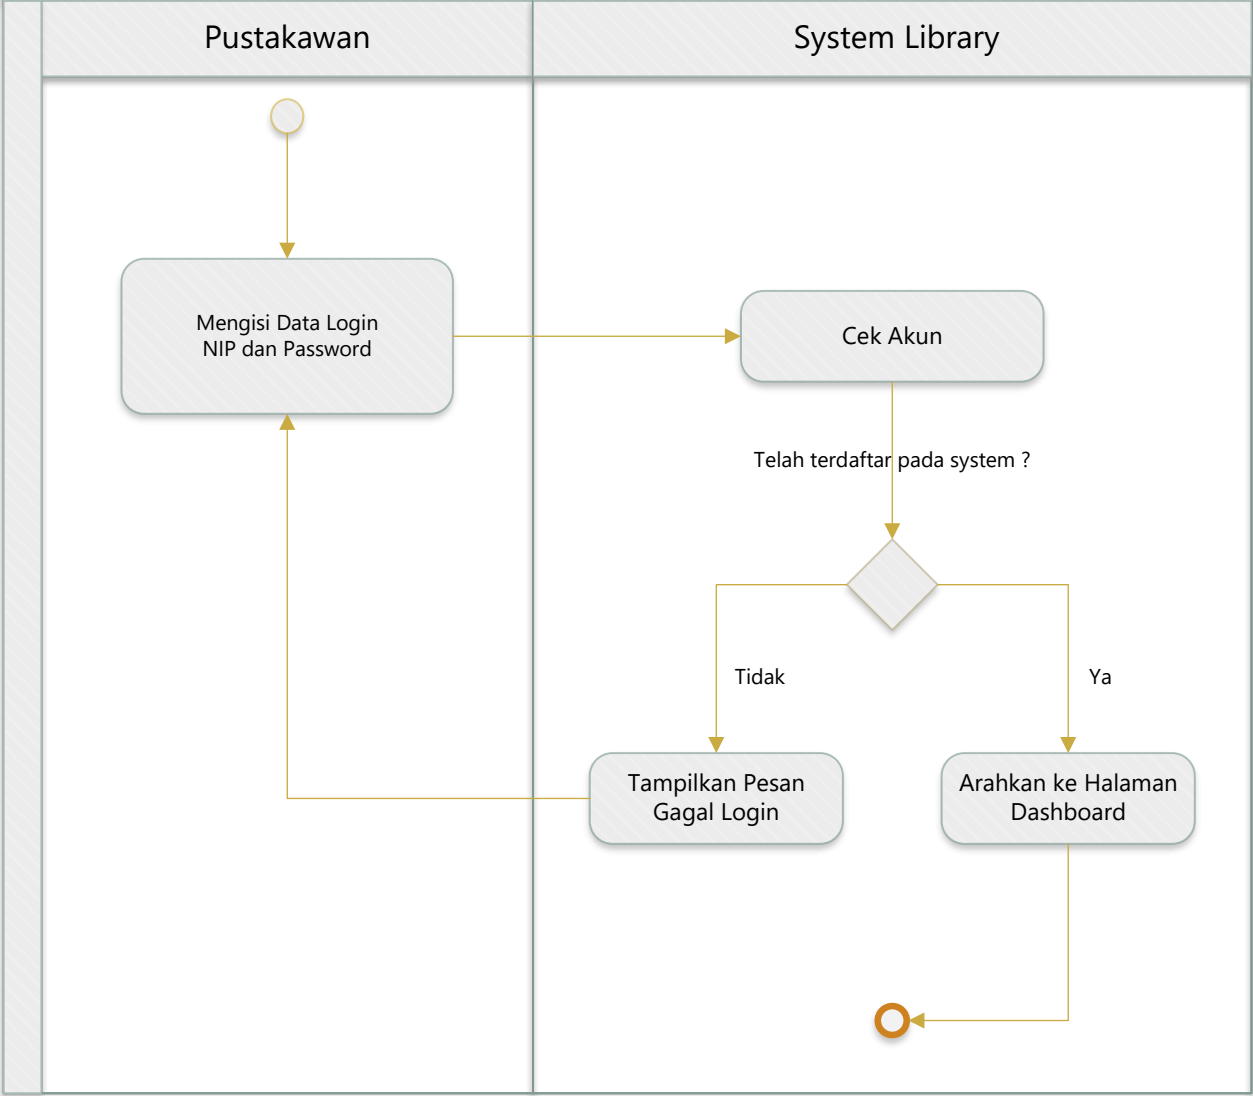 Pustakawan
System Library
Mengisi Data Login
NIP dan Password
Cek Akun
Telah terdaftar pada system ?
Tidak
Ya
Tampilkan Pesan
Gagal Login
Arahkan ke Halaman
Dashboard